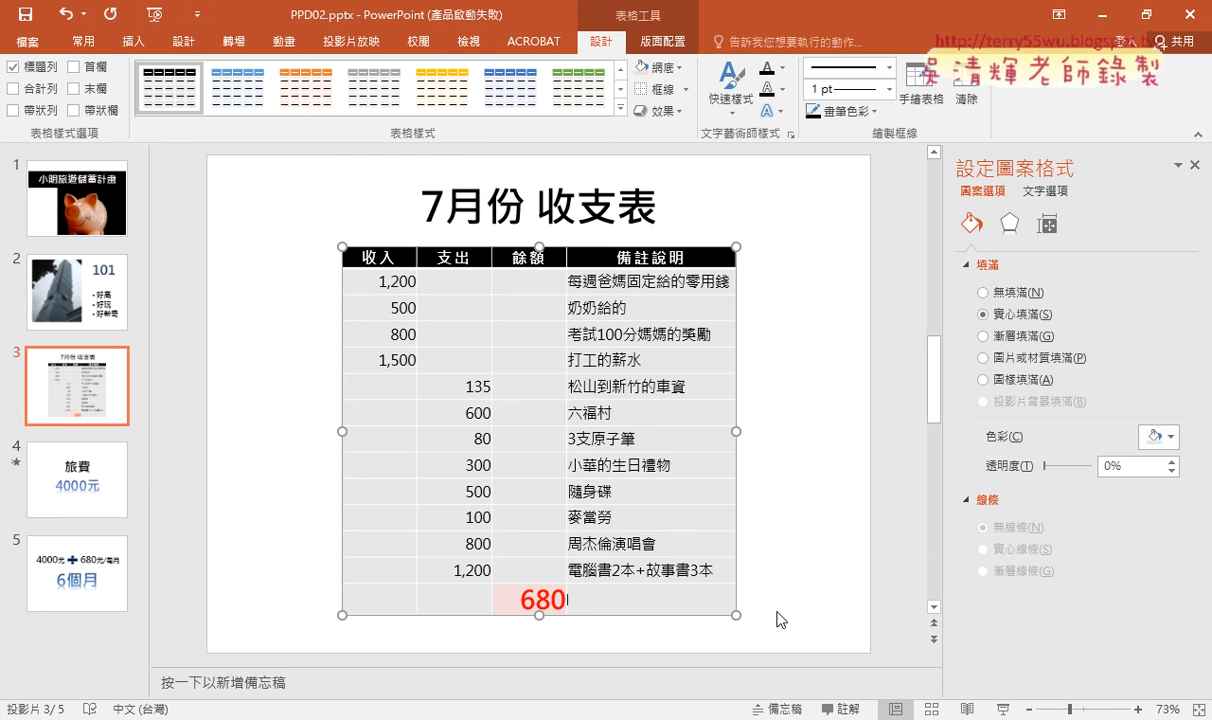 PPD02.pptx - PowerPoint (產品啟動失敗)
表格工具
檔案 常用 插入 設計 轉場 動畫 投影片放映 校閱 檢視 ACROBAT 設計 版面配置 告訴我您想要執行的動作... 登入 共用
http://terry55wu.blogspot.tw
吳清輝老師錄製
標題列 首欄
合計列 末欄
帶狀列 帶狀欄
網底
框線
效果
快速樣式
1 pt
畫筆色彩
手繪表格
清除
表格樣式選項 表格樣式 文字藝術師樣式 繪製框線
1
小明旅遊儲蓄計畫
2
101
•好高
•好玩
•好新奇
3
7月份 收支表
4
旅費
4000元
5
4000元 + 680元/每月
6個月
7月份 收支表
收入 支出 餘額 備註說明
1,200 每週爸媽固定給的零用錢
500 奶奶給的
800 考試100分媽媽的獎勵
1,500 打工的薪水
135 松山到新竹的車資
600 六福村
80 3支原子筆
300 小華的生日禮物
500 隨身碟
100 麥當勞
800 周杰倫演唱會
1,200 電腦書2本+故事書3本
680
設定圖案格式
圖案選項 文字選項
填滿
無填滿(N)
實心填滿(S)
漸層填滿(G)
圖片或材質填滿(P)
圖樣填滿(A)
投影片背景填滿(B)
色彩(C)
透明度(T) 0%
線條
無線條(N)
實心線條(S)
漸層線條(G)
按一下以新增備忘稿
投影片 3/5 中文 (台灣) 備忘稿 註解 73%